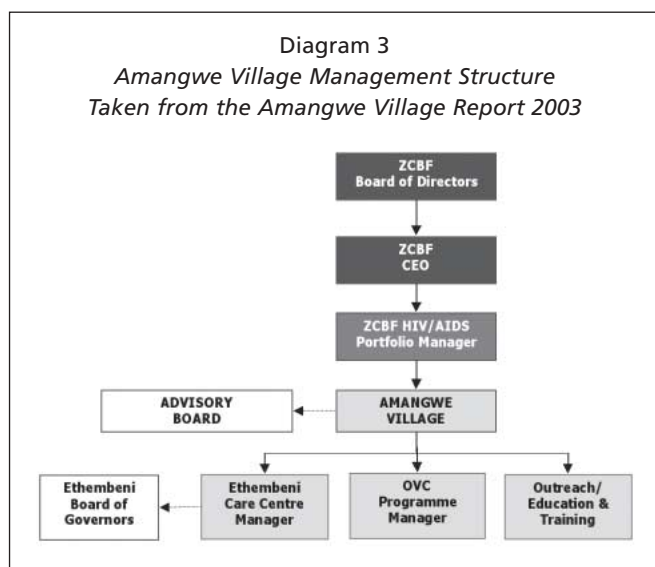 Diagram 3
Amangwe Village Management Structure
Taken from the Amangwe Village Report 2003
ZCBF
Board of Directors
ZCBF
CEO
ZCBF HIV/AIDS
Portfolio Manager
ADVISORY
BOARD
AMANGWE
VILLAGE
Ethembeni
Board of
Governors
Ethembeni
Care Centre
Manager
OVC
Programme
Manager
Outreach/
Education &
Training